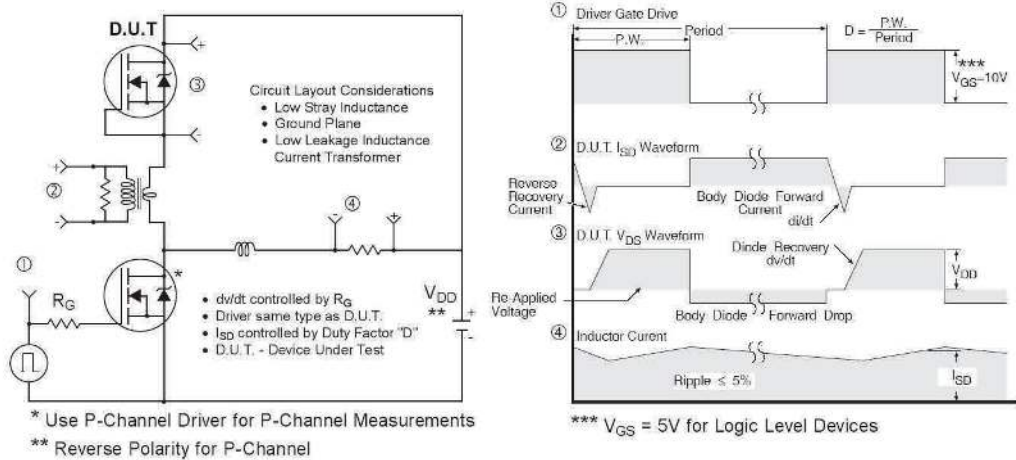 D.U.T
+
③
-
Circuit Layout Considerations
• Low Stray Inductance
• Ground Plane
• Low Leakage Inductance
Current Transformer
+
②
-
④
- +
①
*
R_G
• dv/dt controlled by R_G
• Driver same type as D.U.T.
• I_SD controlled by Duty Factor "D"
• D.U.T. - Device Under Test
V_DD
**
+
-
* Use P-Channel Driver for P-Channel Measurements
** Reverse Polarity for P-Channel
① Driver Gate Drive
P.W.
Period
D = P.W. / Period
***
V_GS=10V
② D.U.T. I_SD Waveform
Reverse
Recovery
Current
Body Diode Forward
Current
di/dt
③ D.U.T. V_DS Waveform
Diode Recovery
dv/dt
V_DD
Re-Applied
Voltage
Body Diode Forward Drop
④ Inductor Curent
Ripple ≤ 5%
I_SD
*** V_GS = 5V for Logic Level Devices